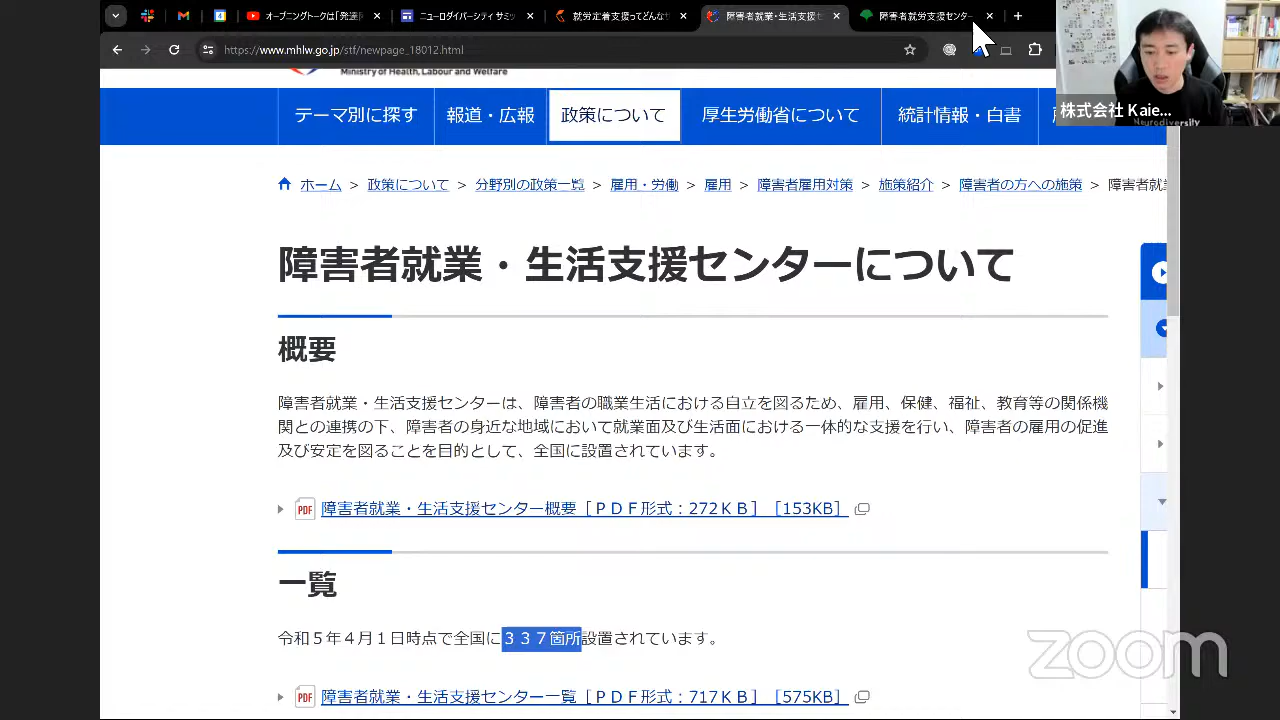 オープニングトークは「発達
ニューロダイバーシティ サミッ
就労定着支援ってどんな
障害者就業・生活支援セ
障害者就労支援センター
https://www.mhlw.go.jp/stf/newpage_18012.html
株式会社 Kaie...
Neurodiversity
Ministry of Health, Labour and Welfare
テーマ別に探す
報道・広報
政策について
厚生労働省について
統計情報・白書
ホーム > 政策について > 分野別の政策一覧 > 雇用・労働 > 雇用 > 障害者雇用対策 > 施策紹介 > 障害者の方への施策 > 障害者就
障害者就業・生活支援センターについて
概要
障害者就業・生活支援センターは、障害者の職業生活における自立を図るため、雇用、保健、福祉、教育等の関係機
関との連携の下、障害者の身近な地域において就業面及び生活面における一体的な支援を行い、障害者の雇用の促進
及び安定を図ることを目的として、全国に設置されています。
PDF 障害者就業・生活支援センター概要［ＰＤＦ形式：272ＫＢ］［153KB］
一覧
令和５年４月１日時点で全国に３３７箇所設置されています。
PDF 障害者就業・生活支援センター一覧［ＰＤＦ形式：717ＫＢ］［575KB］
zoom